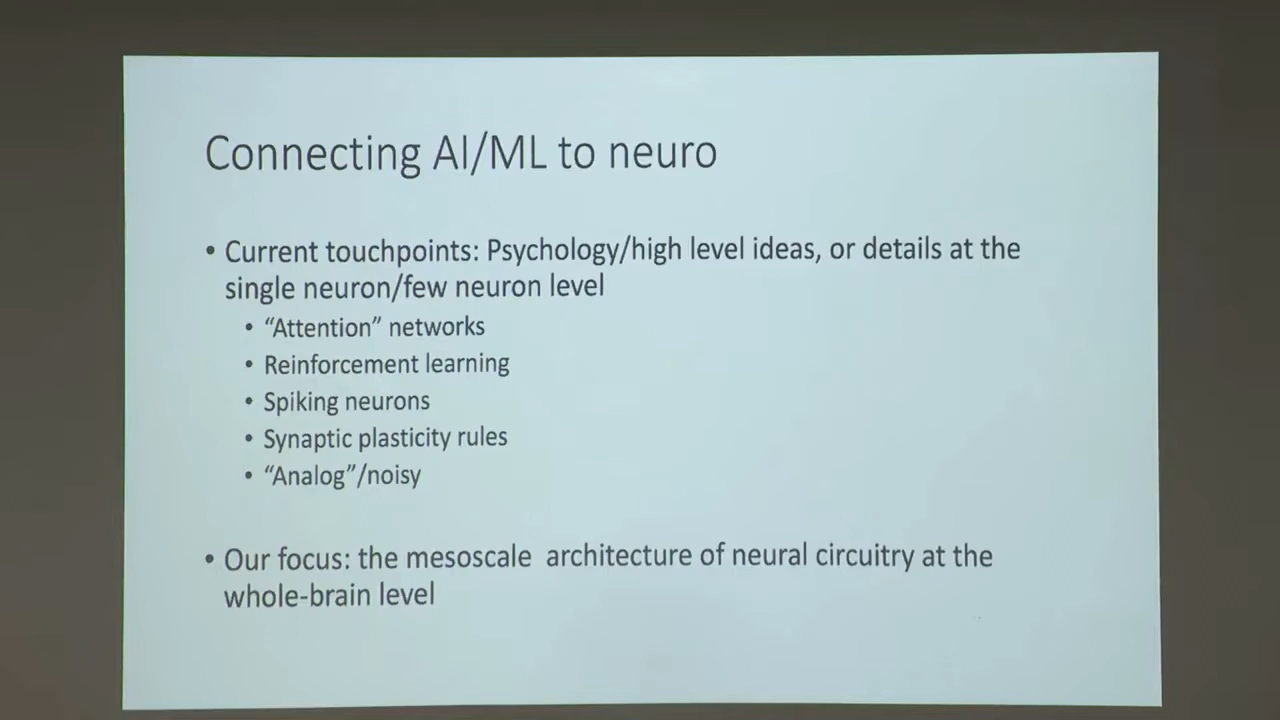 Connecting AI/ML to neuro
• Current touchpoints: Psychology/high level ideas, or details at the
single neuron/few neuron level
• “Attention” networks
• Reinforcement learning
• Spiking neurons
• Synaptic plasticity rules
• “Analog”/noisy
• Our focus: the mesoscale architecture of neural circuitry at the
whole-brain level